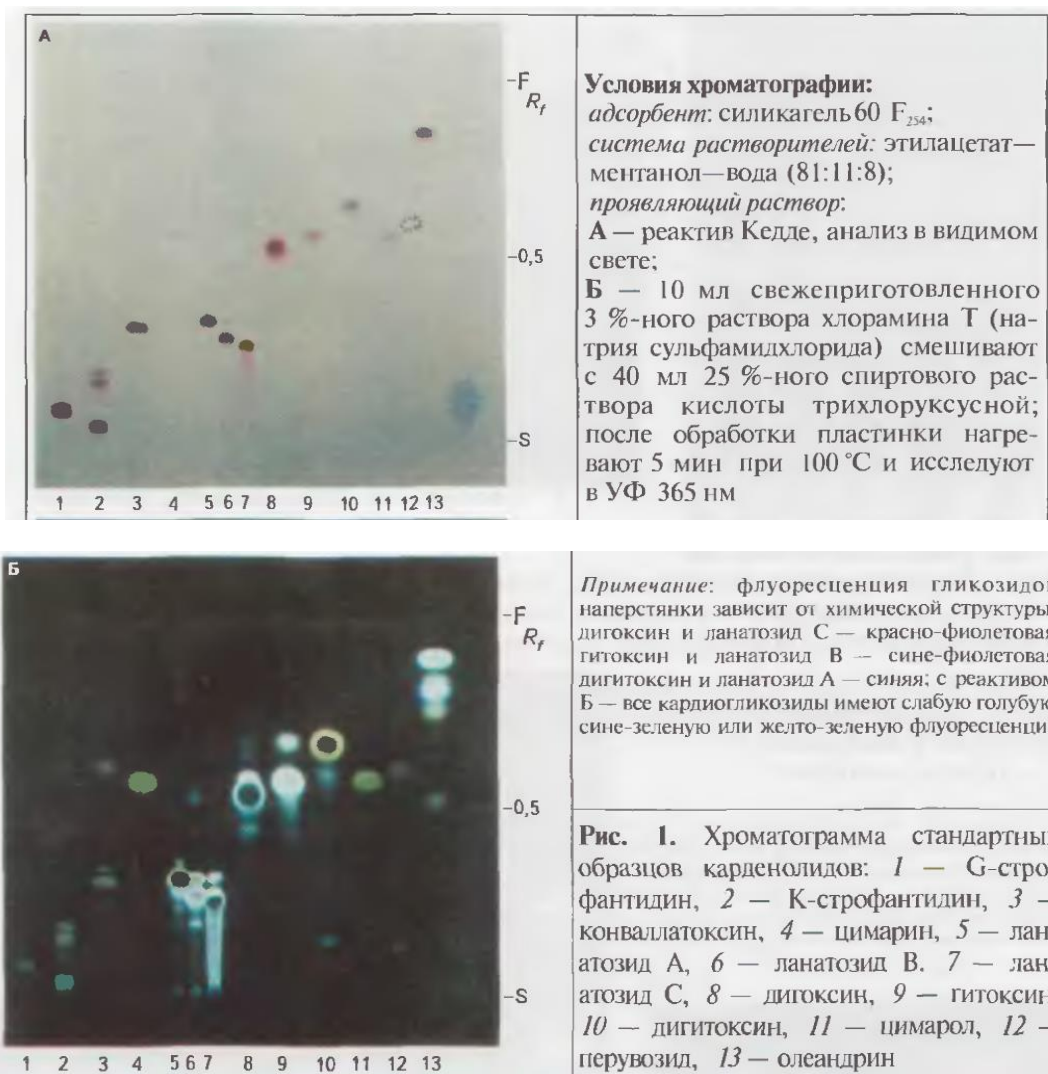 А
-F
Rf
-0,5
-S
1 2 3 4 5 6 7 8 9 10 11 12 13
Условия хроматографии:
адсорбент: силикагель 60 F254;
система растворителей: этилацетат—
ментанол—вода (81:11:8);
проявляющий раствор:
А — реактив Кедде, анализ в видимом
свете;
Б — 10 мл свежеприготовленного
3 %-ного раствора хлорамина Т (на-
трия сульфамидхлорида) смешивают
с 40 мл 25 %-ного спиртового рас-
твора кислоты трихлоруксусной;
после обработки пластинки нагре-
вают 5 мин при 100 °С и исследуют
в УФ 365 нм
Б
-F
Rf
-0,5
-S
1 2 3 4 5 6 7 8 9 10 11 12 13
Примечание: флуоресценция гликозидо
наперстянки зависит от химической структуры
дигоксин и ланатозид С — красно-фиолетовая
гитоксин и ланатозид В — сине-фиолетовая
дигитоксин и ланатозид А — синяя; с реактивом
Б — все кардиогликозиды имеют слабую голубую
сине-зеленую или желто-зеленую флуоресценци
Рис. 1. Хроматограмма стандартны
образцов карденолидов: 1 — G-стро
фантидин, 2 — К-строфантидин, 3 —
конваллатоксин, 4 — цимарин, 5 — лан
атозид А, 6 — ланатозид В. 7 — лан
атозид С, 8 — дигоксин, 9 — гитоксин
10 — дигитоксин, 11 — цимарол, 12 —
перувозид, 13 — олеандрин